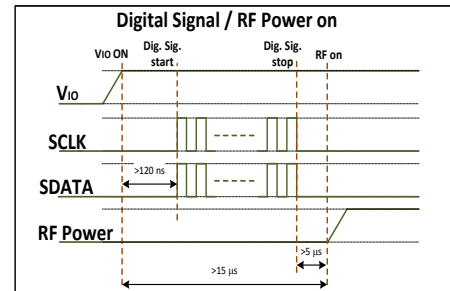 Digital Signal / RF Power on
VIO ON
Dig. Sig.
start
Dig. Sig.
stop
RF on
VIO
SCLK
SDATA
>120 ns
RF Power
>5 µs
>15 µs